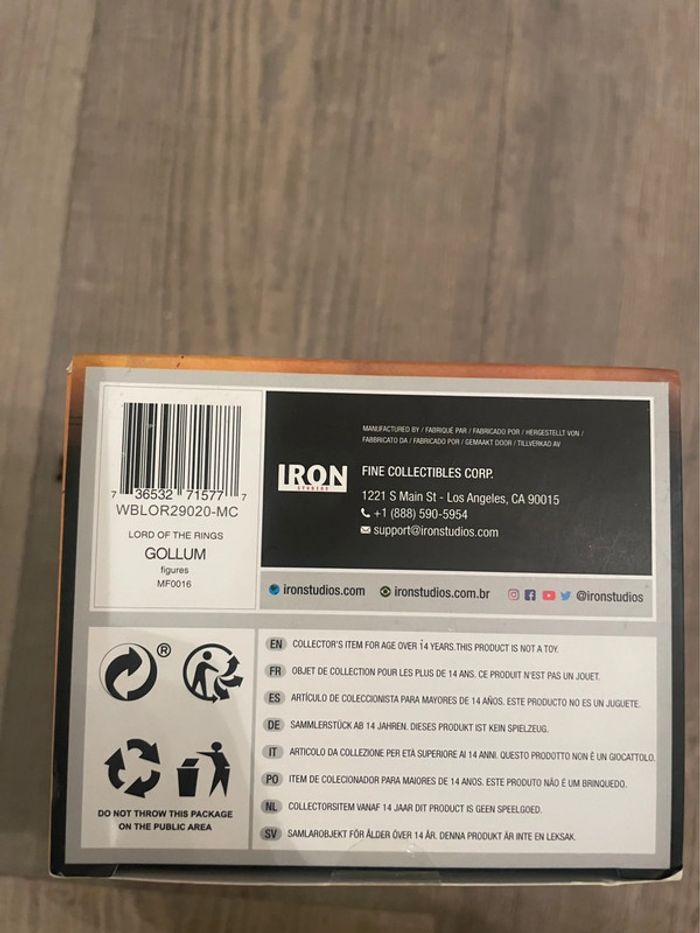 7 36532 71577 7
WBLOR29020-MC
LORD OF THE RINGS
GOLLUM
figures
MF0016
MANUFACTURED BY / FABRIQUÉ PAR / FABRICADO POR / HERGESTELLT VON /
FABBRICATO DA / FABRICADO POR / GEMAAKT DOOR / TILLVERKAD AV
IRON
STUDIOS
FINE COLLECTIBLES CORP.
1221 S Main St - Los Angeles, CA 90015
+1 (888) 590-5954
support@ironstudios.com
ironstudios.com ironstudios.com.br @ironstudios
®
DO NOT THROW THIS PACKAGE
ON THE PUBLIC AREA
EN COLLECTOR'S ITEM FOR AGE OVER 14 YEARS.THIS PRODUCT IS NOT A TOY.
FR OBJET DE COLLECTION POUR LES PLUS DE 14 ANS. CE PRODUIT N'EST PAS UN JOUET.
ES ARTÍCULO DE COLECCIONISTA PARA MAYORES DE 14 AÑOS. ESTE PRODUCTO NO ES UN JUGUETE.
DE SAMMLERSTÜCK AB 14 JAHREN. DIESES PRODUKT IST KEIN SPIELZEUG.
IT ARTICOLO DA COLLEZIONE PER ETÀ SUPERIORE AI 14 ANNI. QUESTO PRODOTTO NON È UN GIOCATTOLO.
PO ITEM DE COLECIONADOR PARA MAIORES DE 14 ANOS. ESTE PRODUTO NÃO É UM BRINQUEDO.
NL COLLECTORSITEM VANAF 14 JAAR DIT PRODUCT IS GEEN SPEELGOED.
SV SAMLAROBJEKT FÖR ÅLDER ÖVER 14 ÅR. DENNA PRODUKT ÄR INTE EN LEKSAK.